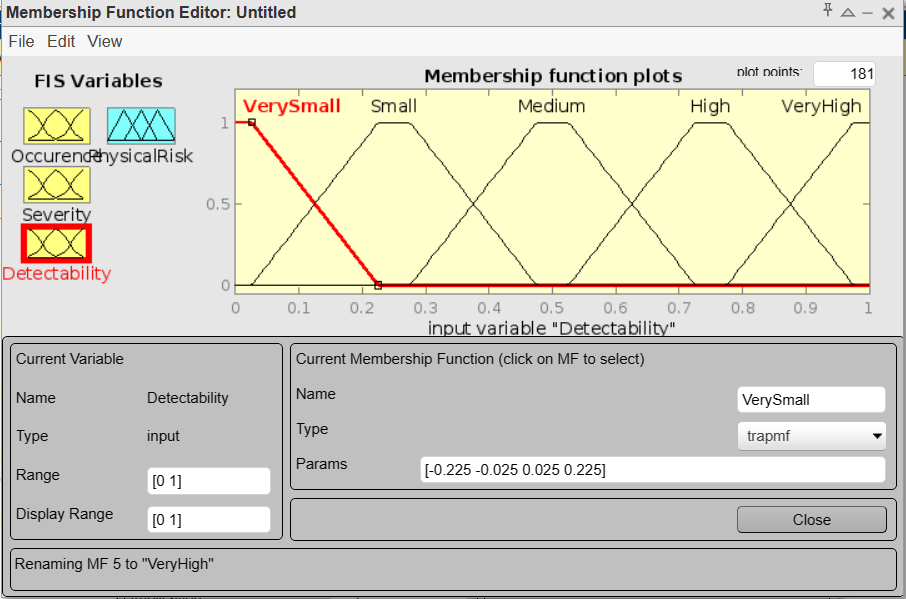 Membership Function Editor: Untitled
File Edit View
FIS Variables
Occurence
PhysicalRisk
Severity
Detectability
Membership function plots
plot points:
181
VerySmall Small Medium High VeryHigh
1
0.5
0
0 0.1 0.2 0.3 0.4 0.5 0.6 0.7 0.8 0.9 1
input variable "Detectability"
Current Variable
Name Detectability
Type input
Range [0 1]
Display Range [0 1]
Current Membership Function (click on MF to select)
Name VerySmall
Type trapmf
Params [-0.225 -0.025 0.025 0.225]
Close
Renaming MF 5 to "VeryHigh"